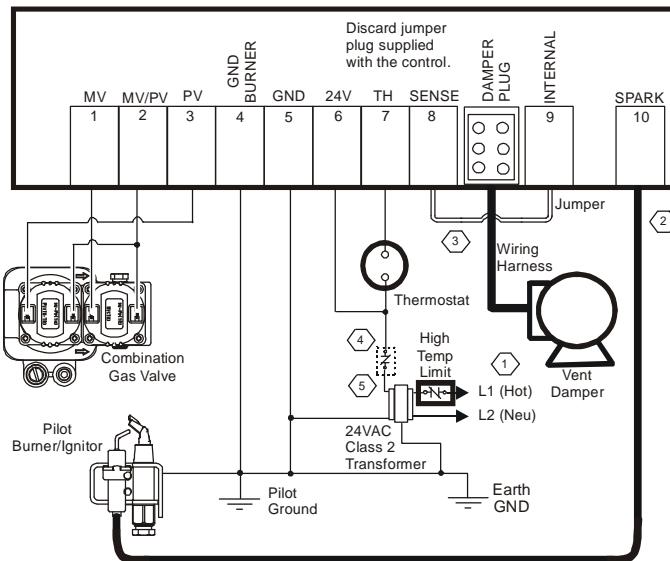 Discard jumper
plug supplied
with the control.
GND
BURNER
DAMPER
PLUG
INTERNAL
MV
MV/PV
PV
GND
24V
TH
SENSE
SPARK
1
2
3
4
5
6
7
8
9
10
Jumper
2
3
Wiring
Harness
Thermostat
4
High
Temp
Limit
1
5
L1 (Hot)
L2 (Neu)
Vent
Damper
Combination
Gas Valve
24VAC
Class 2
Transformer
Pilot
Burner/Ignitor
Pilot
Ground
Earth
GND